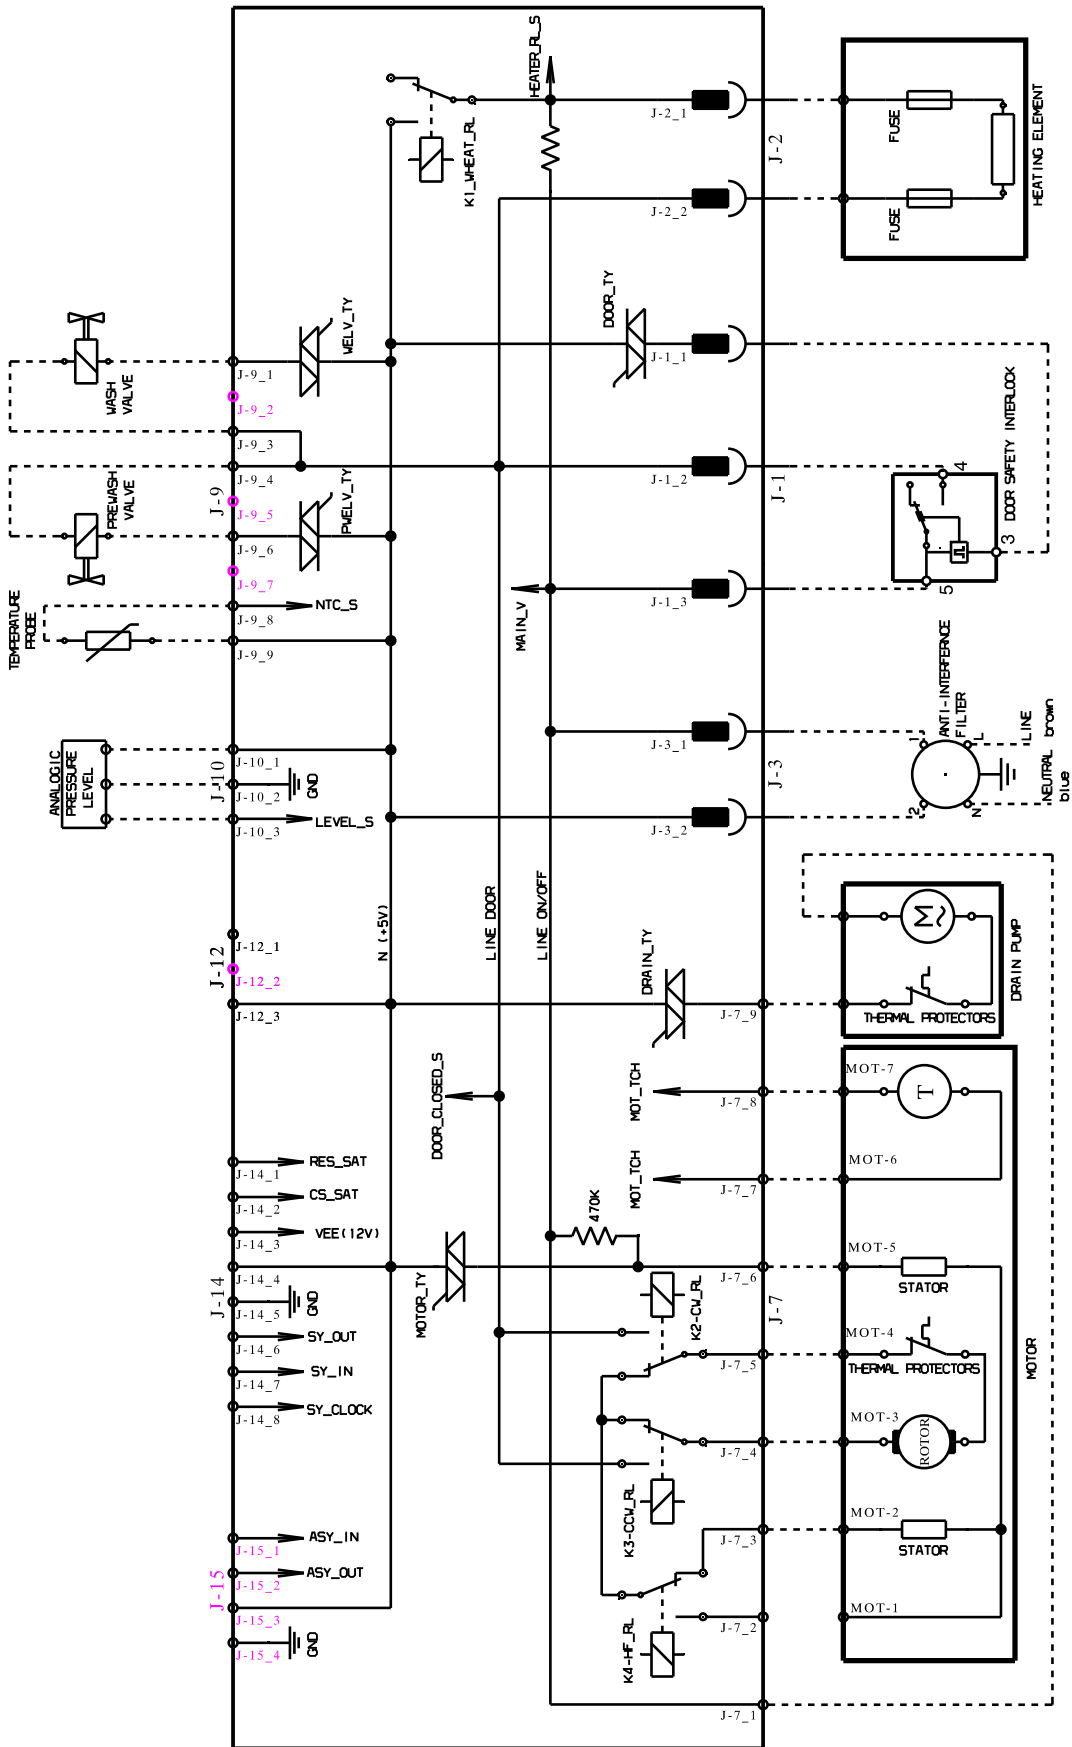 HEATER_RL_S
K1_WHEAT_RL
J-2_1
J-2
J-2_2
FUSE
FUSE
HEATING ELEMENT
WASH
VALVE
J-9_1
WELV_TY
J-9_2
J-9_3
J-9_4
J-9
PREWASH
VALVE
J-9_5
PWELV_TY
J-9_6
J-9_7
NTC_S
J-9_8
J-9_9
TEMPERATURE
PROBE
DOOR_TY
J-1_1
J-1_2
J-1
J-1_3
MAIN_V
4
3
5
DOOR SAFETY INTERLOCK
ANALOGIC
PRESSURE
LEVEL
J-10
J-10_1
J-10_2
GND
J-10_3
LEVEL_S
J-3_1
J-3
J-3_2
ANTI-INTERFERNCE
FILTER
1
2
L
N
LINE
brown
NEUTRAL
blue
N (+5V)
LINE DOOR
LINE ON/OFF
J-12
J-12_1
J-12_2
J-12_3
DRAIN_TY
J-7_9
THERMAL PROTECTORS
DRAIN PUMP
M
DOOR_CLOSED_S
MOT_TCH
J-7_8
MOT_TCH
J-7_7
MOT-7
T
MOT-6
RES_SAT
J-14_1
CS_SAT
J-14_2
VEE(12V)
J-14_3
J-14
J-14_4
J-14_5
GND
SY_OUT
J-14_6
SY_IN
J-14_7
SY_CLOCK
J-14_8
MOTOR_TY
470K
J-7_6
J-7
K2-CW_RL
J-7_5
J-7_4
K3-CCW_RL
J-7_3
K4-HF_RL
J-7_2
J-7_1
MOT-5
STATOR
MOT-4
THERMAL PROTECTORS
MOT-3
ROTOR
MOT-2
STATOR
MOT-1
MOTOR
ASY_IN
J-15_1
ASY_OUT
J-15_2
J-15
J-15_3
J-15_4
GND